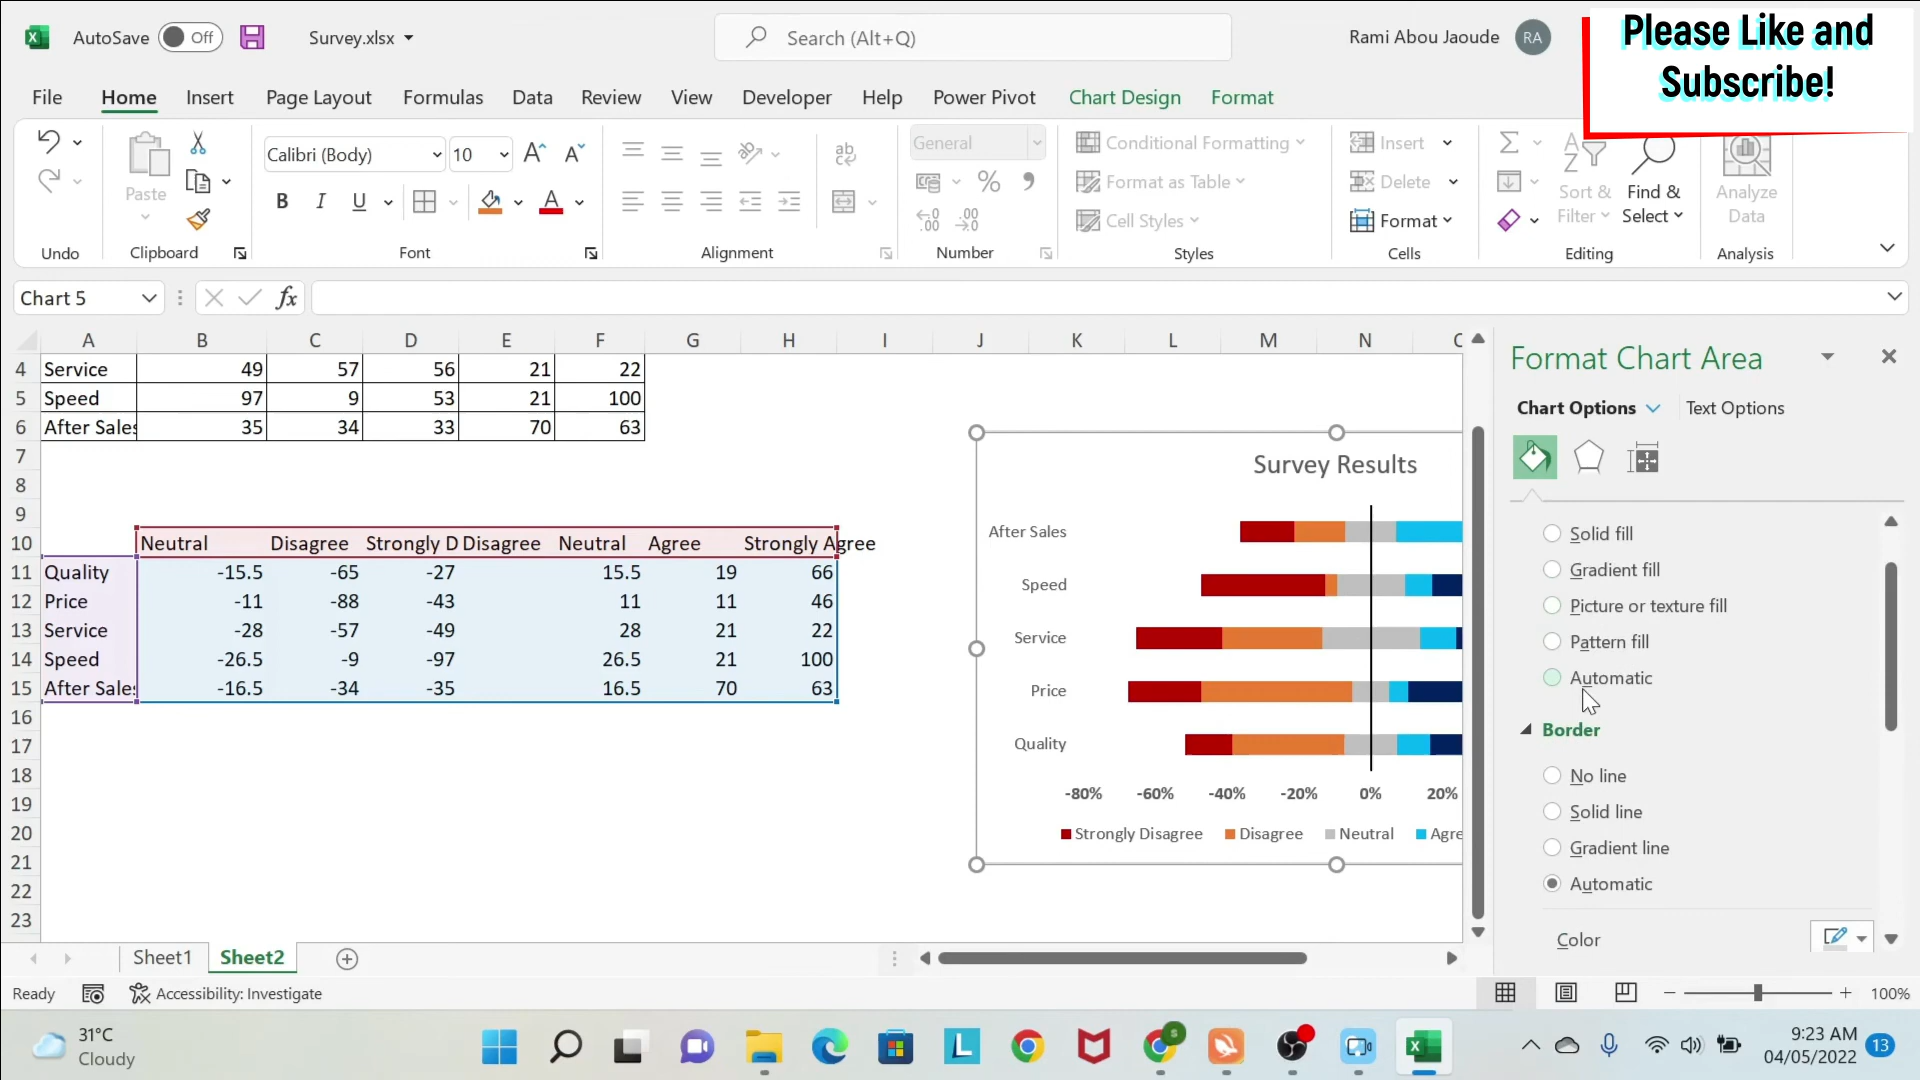 AutoSave Off Survey.xlsx Search (Alt+Q) Rami Abou Jaoude RA
Please Like and
Subscribe!
File Home Insert Page Layout Formulas Data Review View Developer Help Power Pivot Chart Design Format
Paste
Calibri (Body) 10
B I U A
ab
General
Conditional Formatting
Format as Table
Cell Styles
Insert
Delete
Format
Sort &
Filter
Find &
Select
Analyze
Data
Undo Clipboard Font Alignment Number Styles Cells Editing Analysis
Chart 5 fx
A B C D E F G H I J K L M N
4 Service 49 57 56 21 22
5 Speed 97 9 53 21 100
6 After Sales 35 34 33 70 63
7
8
9
10 Neutral Disagree Strongly D Disagree Neutral Agree Strongly Agree
11 Quality -15.5 -65 -27 15.5 19 66
12 Price -11 -88 -43 11 11 46
13 Service -28 -57 -49 28 21 22
14 Speed -26.5 -9 -97 26.5 21 100
15 After Sales -16.5 -34 -35 16.5 70 63
16
17
18
19
20
21
22
23
Survey Results
After Sales
Speed
Service
Price
Quality
-80% -60% -40% -20% 0% 20%
Strongly Disagree Disagree Neutral Agre
Format Chart Area
Chart Options Text Options
Solid fill
Gradient fill
Picture or texture fill
Pattern fill
Automatic
Border
No line
Solid line
Gradient line
Automatic
Color
Sheet1 Sheet2
Ready Accessibility: Investigate 100%
31°C
Cloudy
9:23 AM
04/05/2022
13